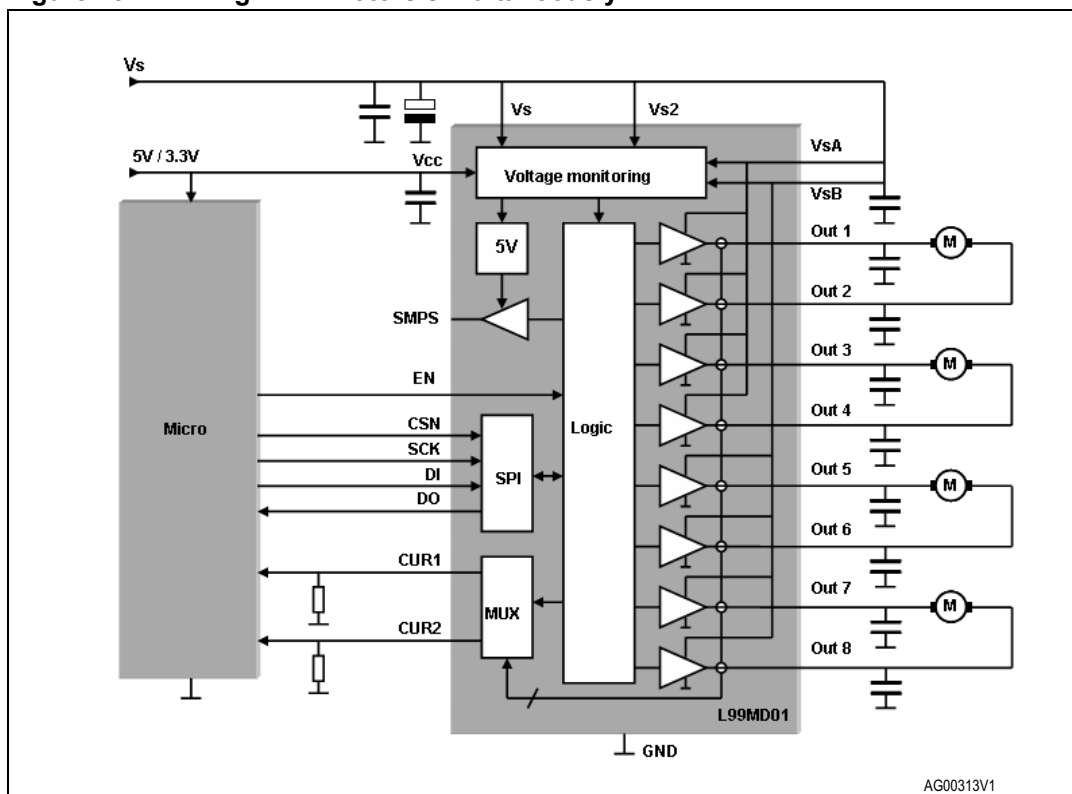 Figure simultaneously
Vs
Vs
Vs2
VsA
5V / 3.3V
Vcc
Voltage monitoring
VsB
Out 1
M
5V
Out 2
SMPS
Out 3
M
EN
Out 4
Micro
CSN
Logic
SCK
Out 5
M
DI
SPI
DO
Out 6
CUR1
Out 7
M
MUX
CUR2
Out 8
L99MD01
GND
AG00313V1